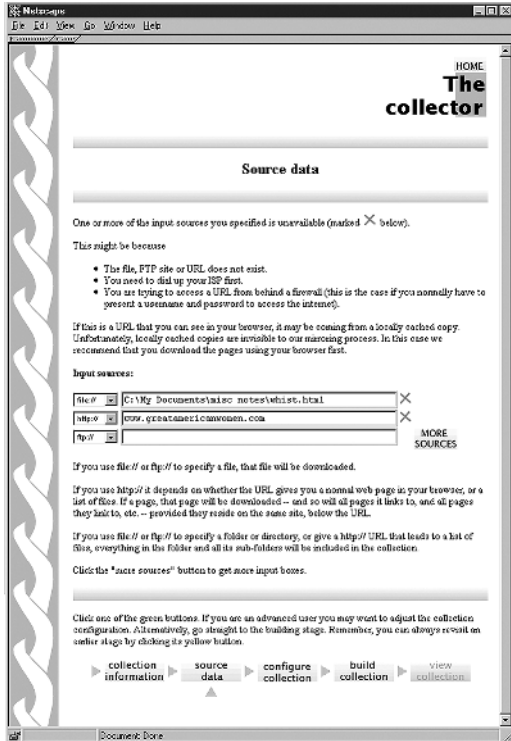 Netscape
File Edit View Go Window Help
HOME
The
collector
Source data
One or more of the input sources you specified is unavailable (marked below).
This might be because
The file, FTP site or URL does not exist.
You need to dial up your ISP first.
You are trying to access a URL from behind a firewall (this is the case if you normally have to
present a username and password to access the internet).
If this is a URL that you can see in your browser, it may be coming from a locally cached copy.
Unfortunately, locally cached copies are invisible to our mirroring process. In this case we
recommend that you download the pages using your browser first.
Input sources:
file:// C:\My Documents\misc notes\whist.html
http:// www.greatamericanwomen.com
ftp://
MORE
SOURCES
If you use file:// or ftp:// to specify a file, that file will be downloaded.
If you use http:// it depends on whether the URL gives you a normal web page in your browser, or a
list of files. If a page, that page will be downloaded -- and so will all pages it links to, and all pages
they link to, etc. -- provided they reside on the same site, below the URL.
If you use file:// or ftp:// to specify a folder or directory, or give a http:// URL that leads to a list of
files, everything in the folder and all its sub-folders will be included in the collection.
Click the "more sources" button to get more input boxes.
Click one of the green buttons. If you are an advanced user you may want to adjust the collection
configuration. Alternatively, go straight to the building stage. Remember, you can always revisit an
earlier stage by clicking its yellow button.
collection information
source data
configure collection
build collection
view collection
Document: Done